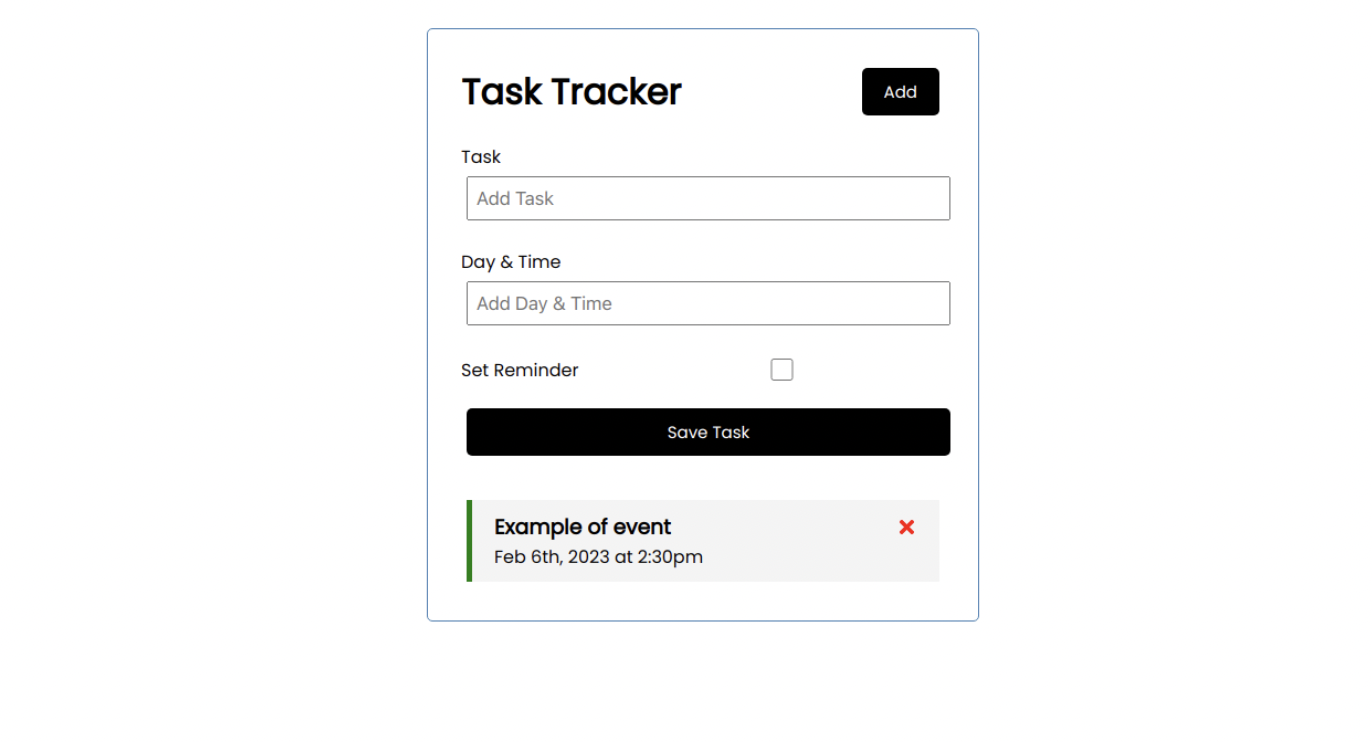 Task Tracker
Add
Task
Add Task
Day & Time
Add Day & Time
Set Reminder
Save Task
Example of event
Feb 6th, 2023 at 2:30pm